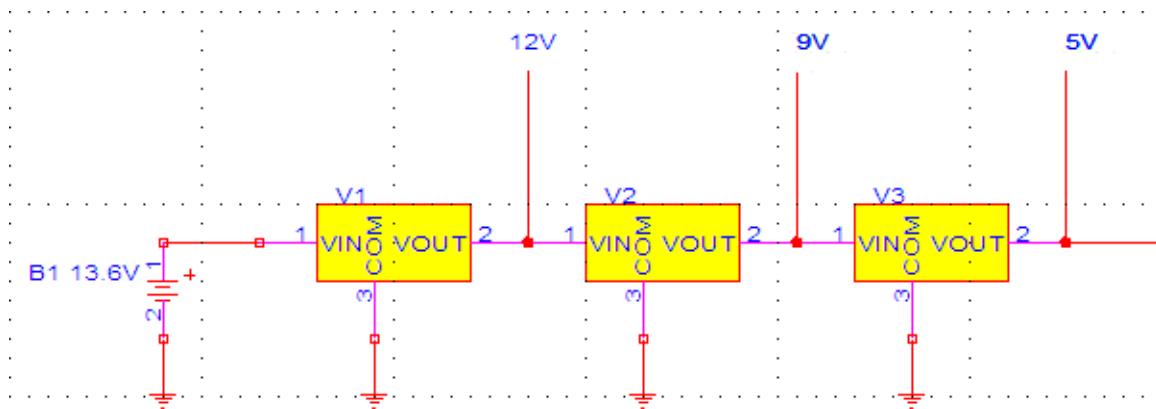 12V 9V 5V
V1 V2 V3
1 VIN COM VOUT 2 1 VIN COM VOUT 2 1 VIN COM VOUT 2
B1 13.6V 1 + 2
3 3 3